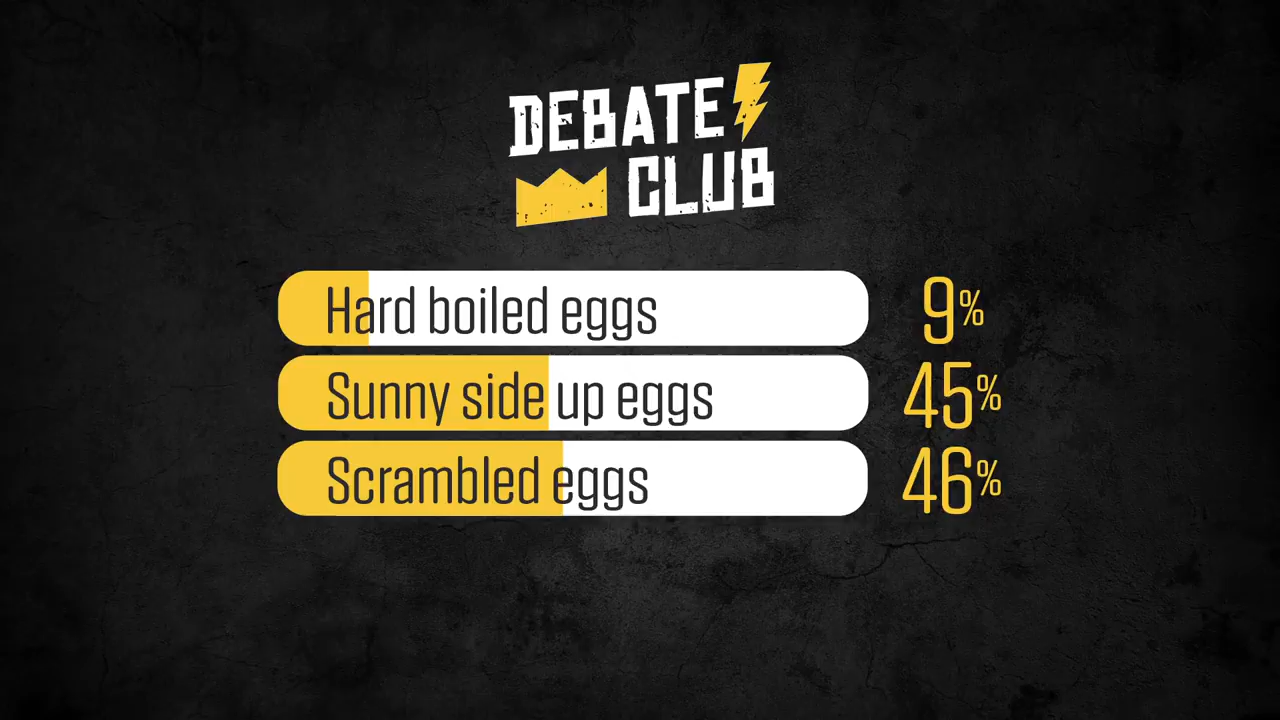 DEBATE
CLUB
Hard boiled eggs 9%
Sunny side up eggs 45%
Scrambled eggs 46%